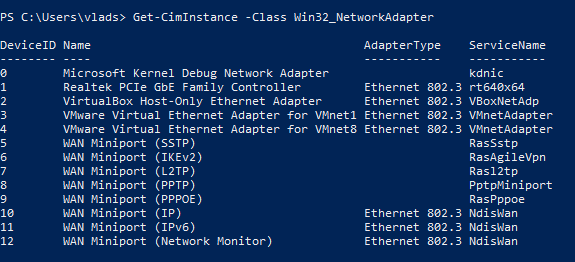 PS C:\Users\vlads> Get-CimInstance -Class Win32_NetworkAdapter
DeviceID Name AdapterType ServiceName
-------- ---- ----------- -----------
0 Microsoft Kernel Debug Network Adapter kdnic
1 Realtek PCIe GbE Family Controller Ethernet 802.3 rt640x64
2 VirtualBox Host-Only Ethernet Adapter Ethernet 802.3 VBoxNetAdp
3 VMware Virtual Ethernet Adapter for VMnet1 Ethernet 802.3 VMnetAdapter
4 VMware Virtual Ethernet Adapter for VMnet8 Ethernet 802.3 VMnetAdapter
5 WAN Miniport (SSTP) RasSstp
6 WAN Miniport (IKEv2) RasAgileVpn
7 WAN Miniport (L2TP) Rasl2tp
8 WAN Miniport (PPTP) PptpMiniport
9 WAN Miniport (PPPOE) RasPppoe
10 WAN Miniport (IP) Ethernet 802.3 NdisWan
11 WAN Miniport (IPv6) Ethernet 802.3 NdisWan
12 WAN Miniport (Network Monitor) Ethernet 802.3 NdisWan